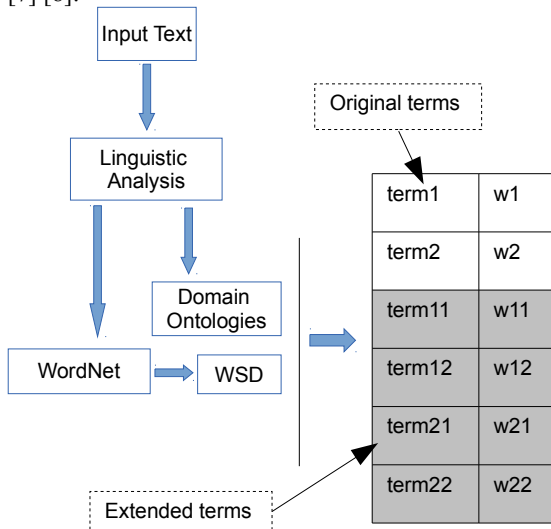 [7] [8].
Input Text
Original terms
Linguistic
Analysis
term1 w1
term2 w2
Domain
Ontologies
term11 w11
WordNet
WSD
term12 w12
term21 w21
term22 w22
Extended terms